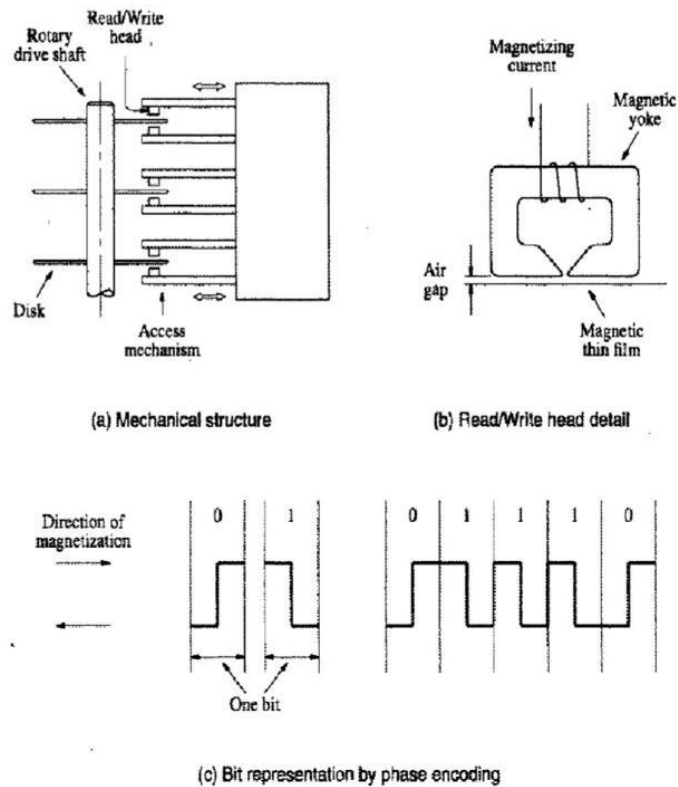 Read/Write
head
Rotary
drive shaft
Disk
Access
mechanism
(a) Mechanical structure
Magnetizing
current
Magnetic
yoke
Air
gap
Magnetic
thin film
(b) Read/Write head detail
Direction of
magnetization
0 1
0 1 1 1 0
One bit
(c) Bit representation by phase encoding